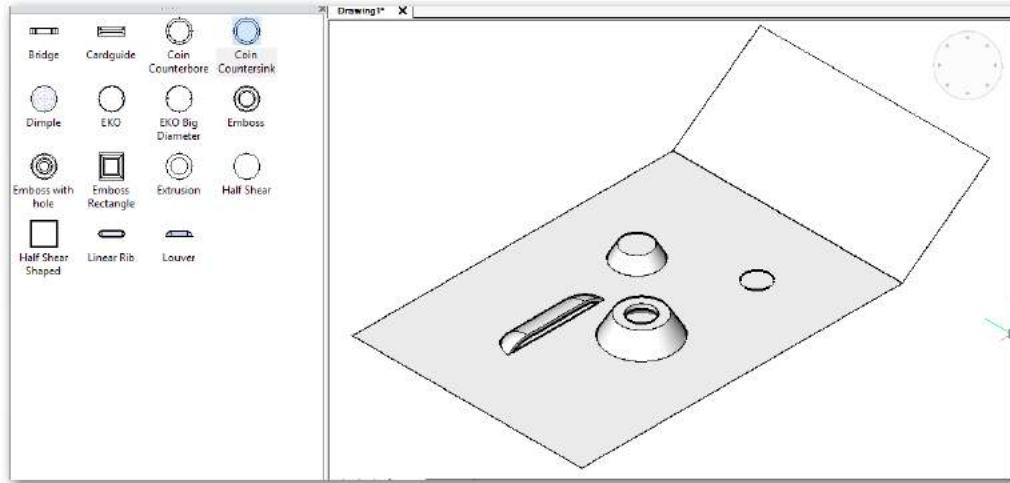 Drawing1*
Bridge
Cardguide
Coin
Counterbore
Coin
Countersink
Dimple
EKO
EKO Big
Diameter
Emboss
Emboss with
hole
Emboss
Rectangle
Extrusion
Half Shear
Half Shear
Shaped
Linear Rib
Louver